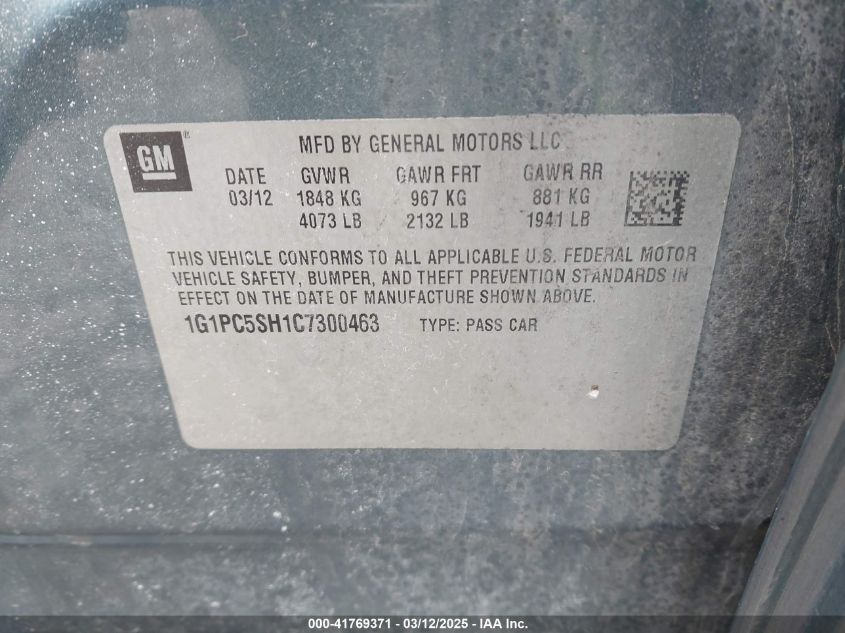 GM ®
MFD BY GENERAL MOTORS LLC
DATE GVWR GAWR FRT GAWR RR
03/12 1848 KG 967 KG 881 KG
4073 LB 2132 LB 1941 LB
THIS VEHICLE CONFORMS TO ALL APPLICABLE U.S. FEDERAL MOTOR
VEHICLE SAFETY, BUMPER, AND THEFT PREVENTION STANDARDS IN
EFFECT ON THE DATE OF MANUFACTURE SHOWN ABOVE.
1G1PC5SH1C7300463 TYPE: PASS CAR
000-41769371 - 03/12/2025 - IAA Inc.